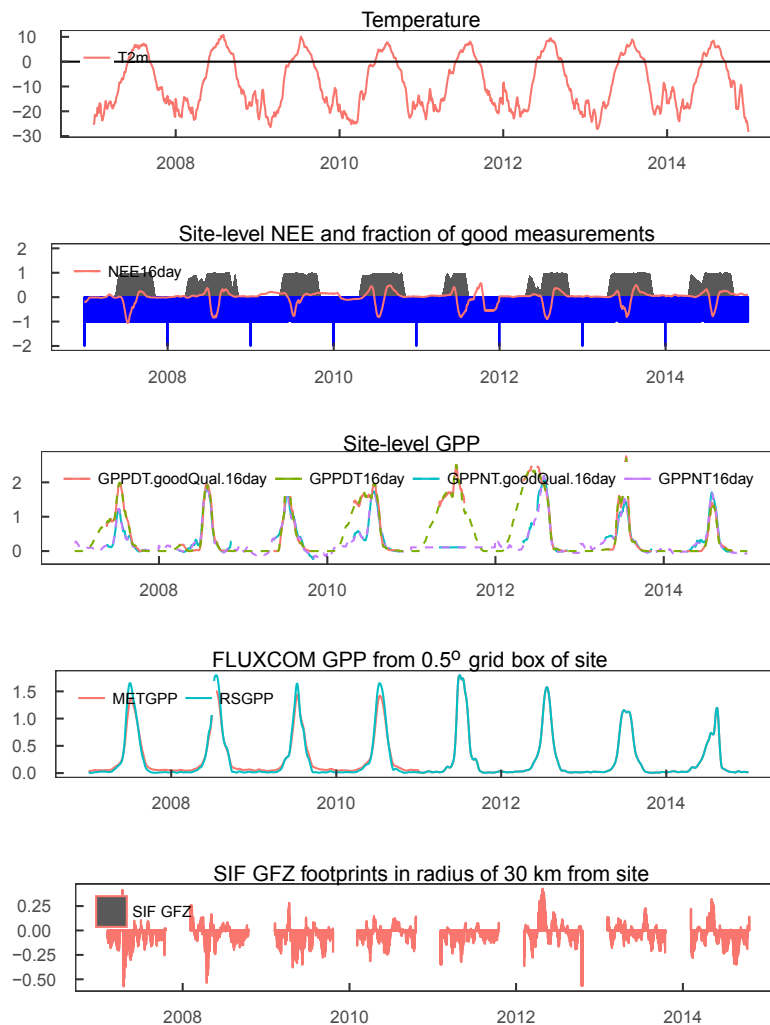 Temperature
10
0
−10
−20
−30
T2m
2008 2010 2012 2014
Site-level NEE and fraction of good measurements
2
1
0
−1
−2
NEE16day
2008 2010 2012 2014
Site-level GPP
2
1
0
GPPDT.goodQual.16day GPPDT16day GPPNT.goodQual.16day GPPNT16day
2008 2010 2012 2014
FLUXCOM GPP from 0.5° grid box of site
1.5
1.0
0.5
0.0
METGPP RSGPP
2008 2010 2012 2014
SIF GFZ footprints in radius of 30 km from site
0.25
0.00
−0.25
−0.50
SIF GFZ
2008 2010 2012 2014